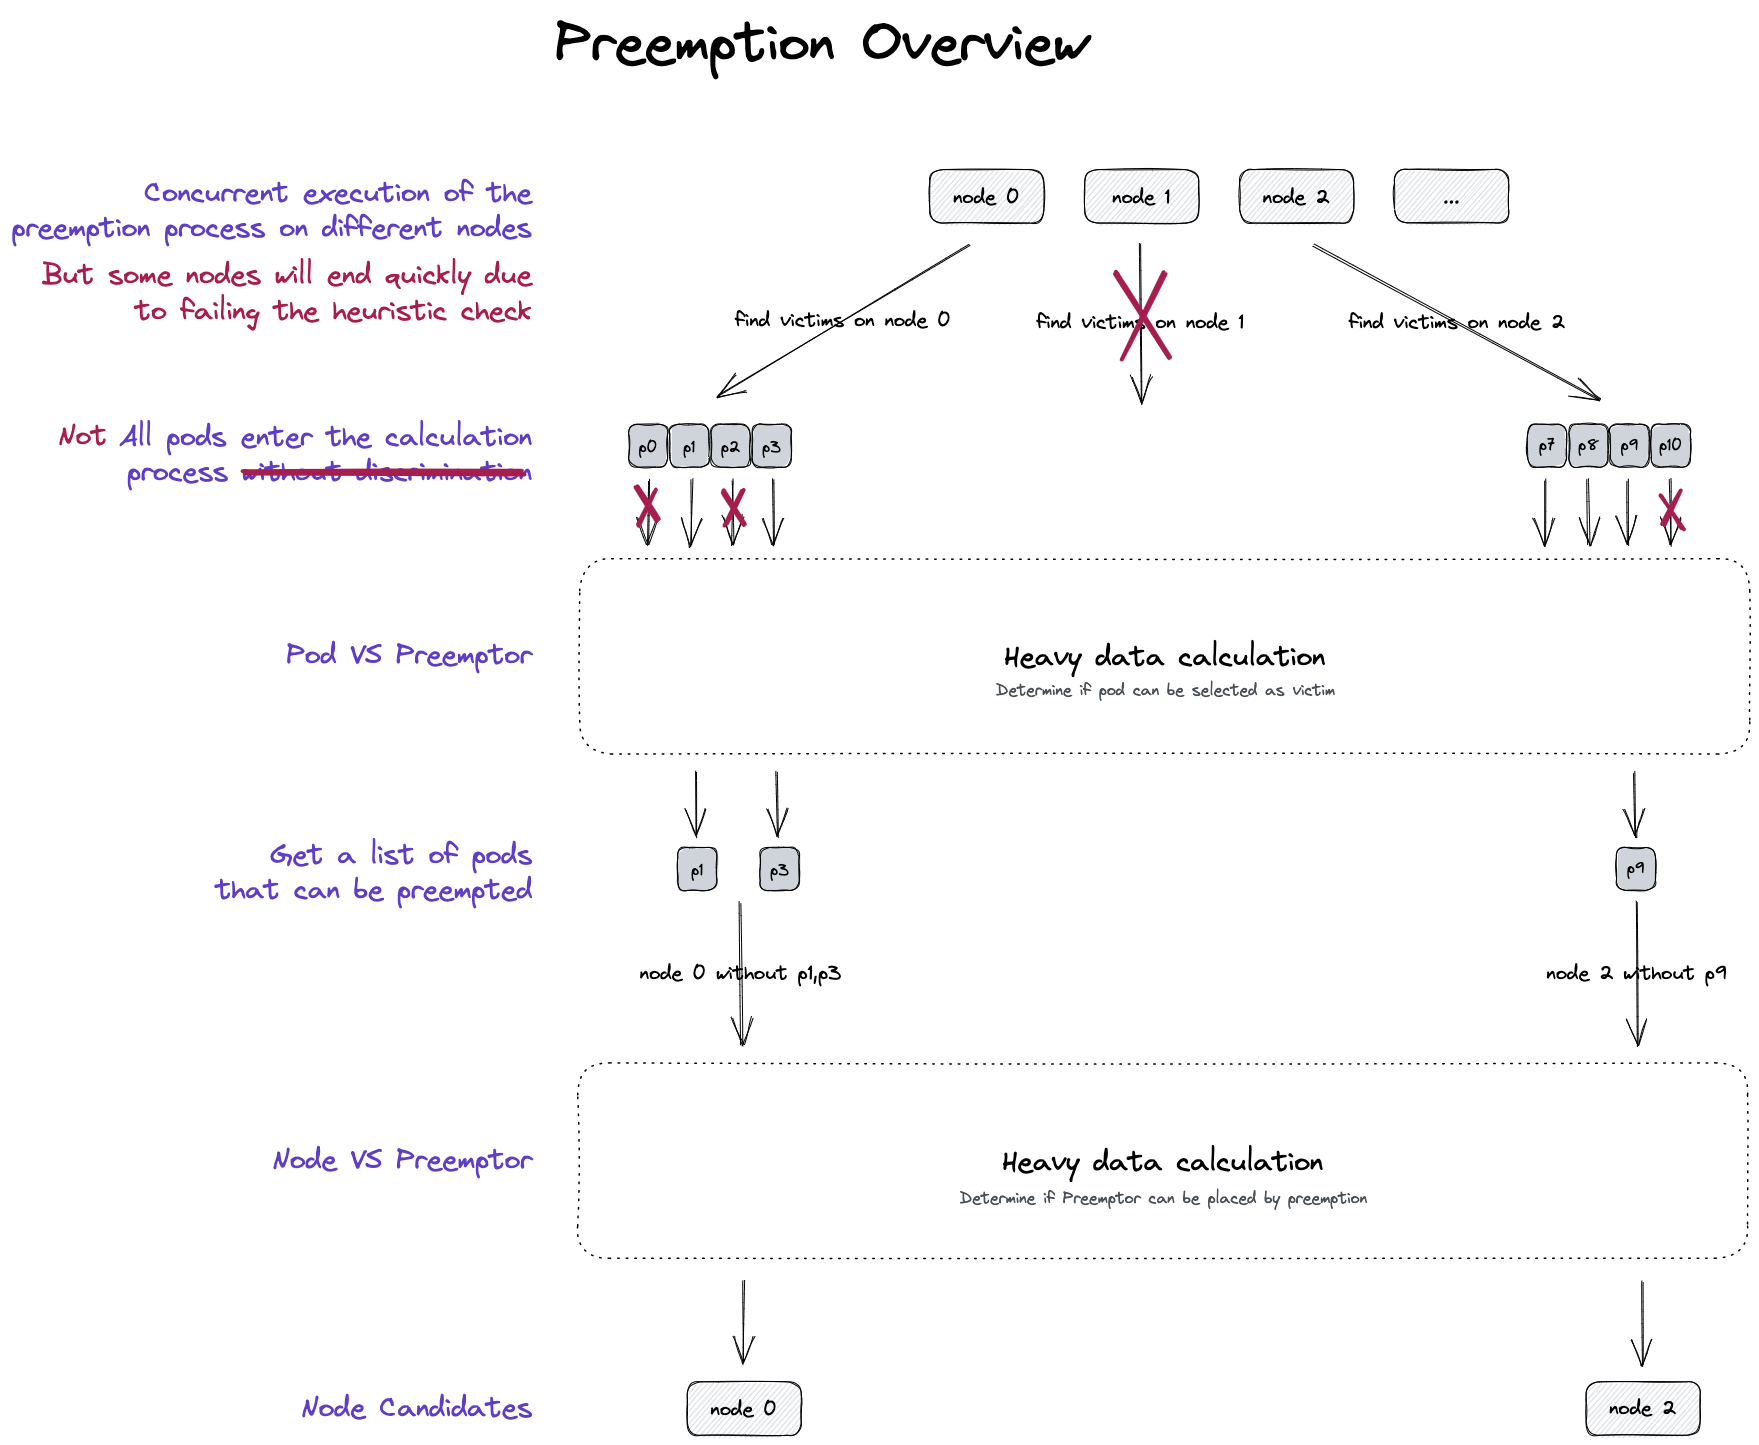 Preemption Overview
Concurrent execution of the
preemption process on different nodes
But some nodes will end quickly due
to failing the heuristic check
node 0
node 1
node 2
...
find victims on node 0
find victims on node 1
find victims on node 2
Not All pods enter the calculation
process without discrimination
p0
p1
p2
p3
p7
p8
p9
p10
Pod VS Preemptor
Heavy data calculation
Determine if pod can be selected as victim
Get a list of pods
that can be preempted
p1
p3
p9
node 0 without p1,p3
node 2 without p9
Node VS Preemptor
Heavy data calculation
Determine if Preemptor can be placed by preemption
Node Candidates
node 0
node 2